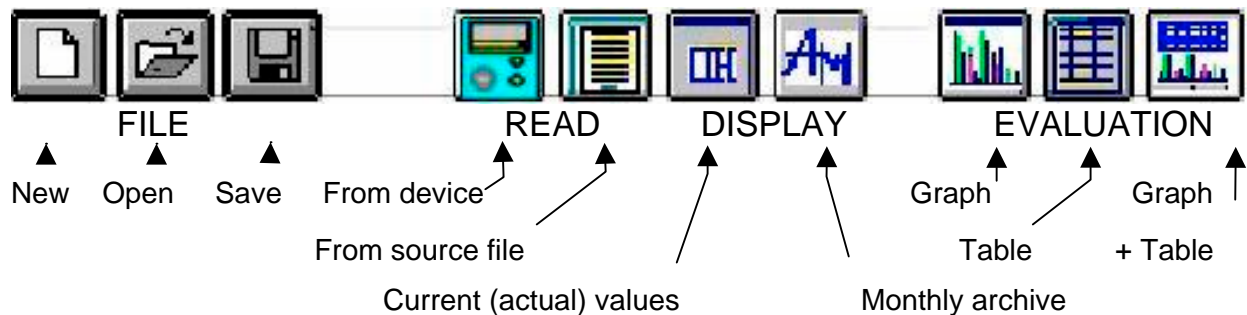 FILE READ DISPLAY EVALUATION
New Open Save From device Graph Graph
From source file Table + Table
Current (actual) values Monthly archive